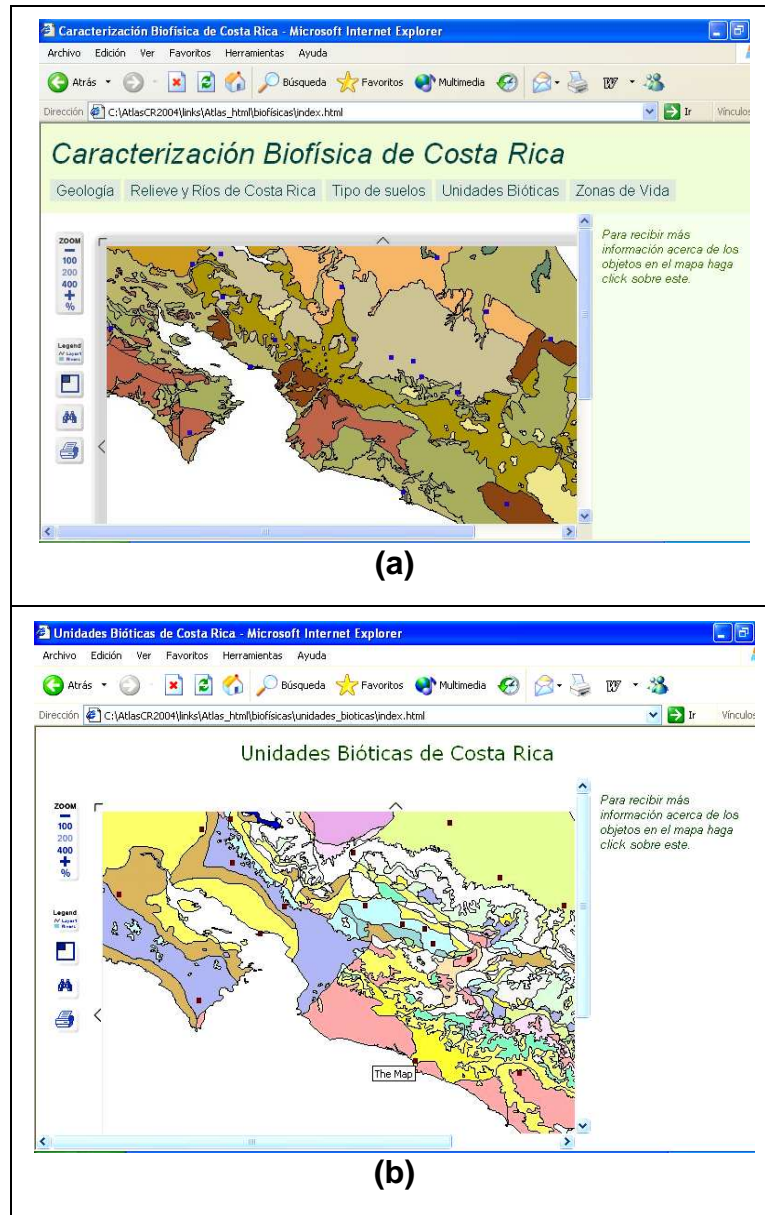 Caracterización Biofísica de Costa Rica - Microsoft Internet Explorer
Archivo Edición Ver Favoritos Herramientas Ayuda
Atrás Búsqueda Favoritos Multimedia
Dirección C:\AtlasCR2004\links\Atlas_html\biofísicas\index.html Ir Vínculos
Caracterización Biofísica de Costa Rica
Geología Relieve y Ríos de Costa Rica Tipo de suelos Unidades Bióticas Zonas de Vida
ZOOM
100
200
400
+
%
Legend
Para recibir más
información acerca de los
objetos en el mapa haga
click sobre este.
(a)
Unidades Bióticas de Costa Rica - Microsoft Internet Explorer
Archivo Edición Ver Favoritos Herramientas Ayuda
Atrás Búsqueda Favoritos Multimedia
Dirección C:\AtlasCR2004\links\Atlas_html\biofísicas\unidades_bioticas\index.html Ir Vínculos
Unidades Bióticas de Costa Rica
ZOOM
100
200
400
+
%
Legend
Para recibir más
información acerca de los
objetos en el mapa haga
click sobre este.
The Map
(b)